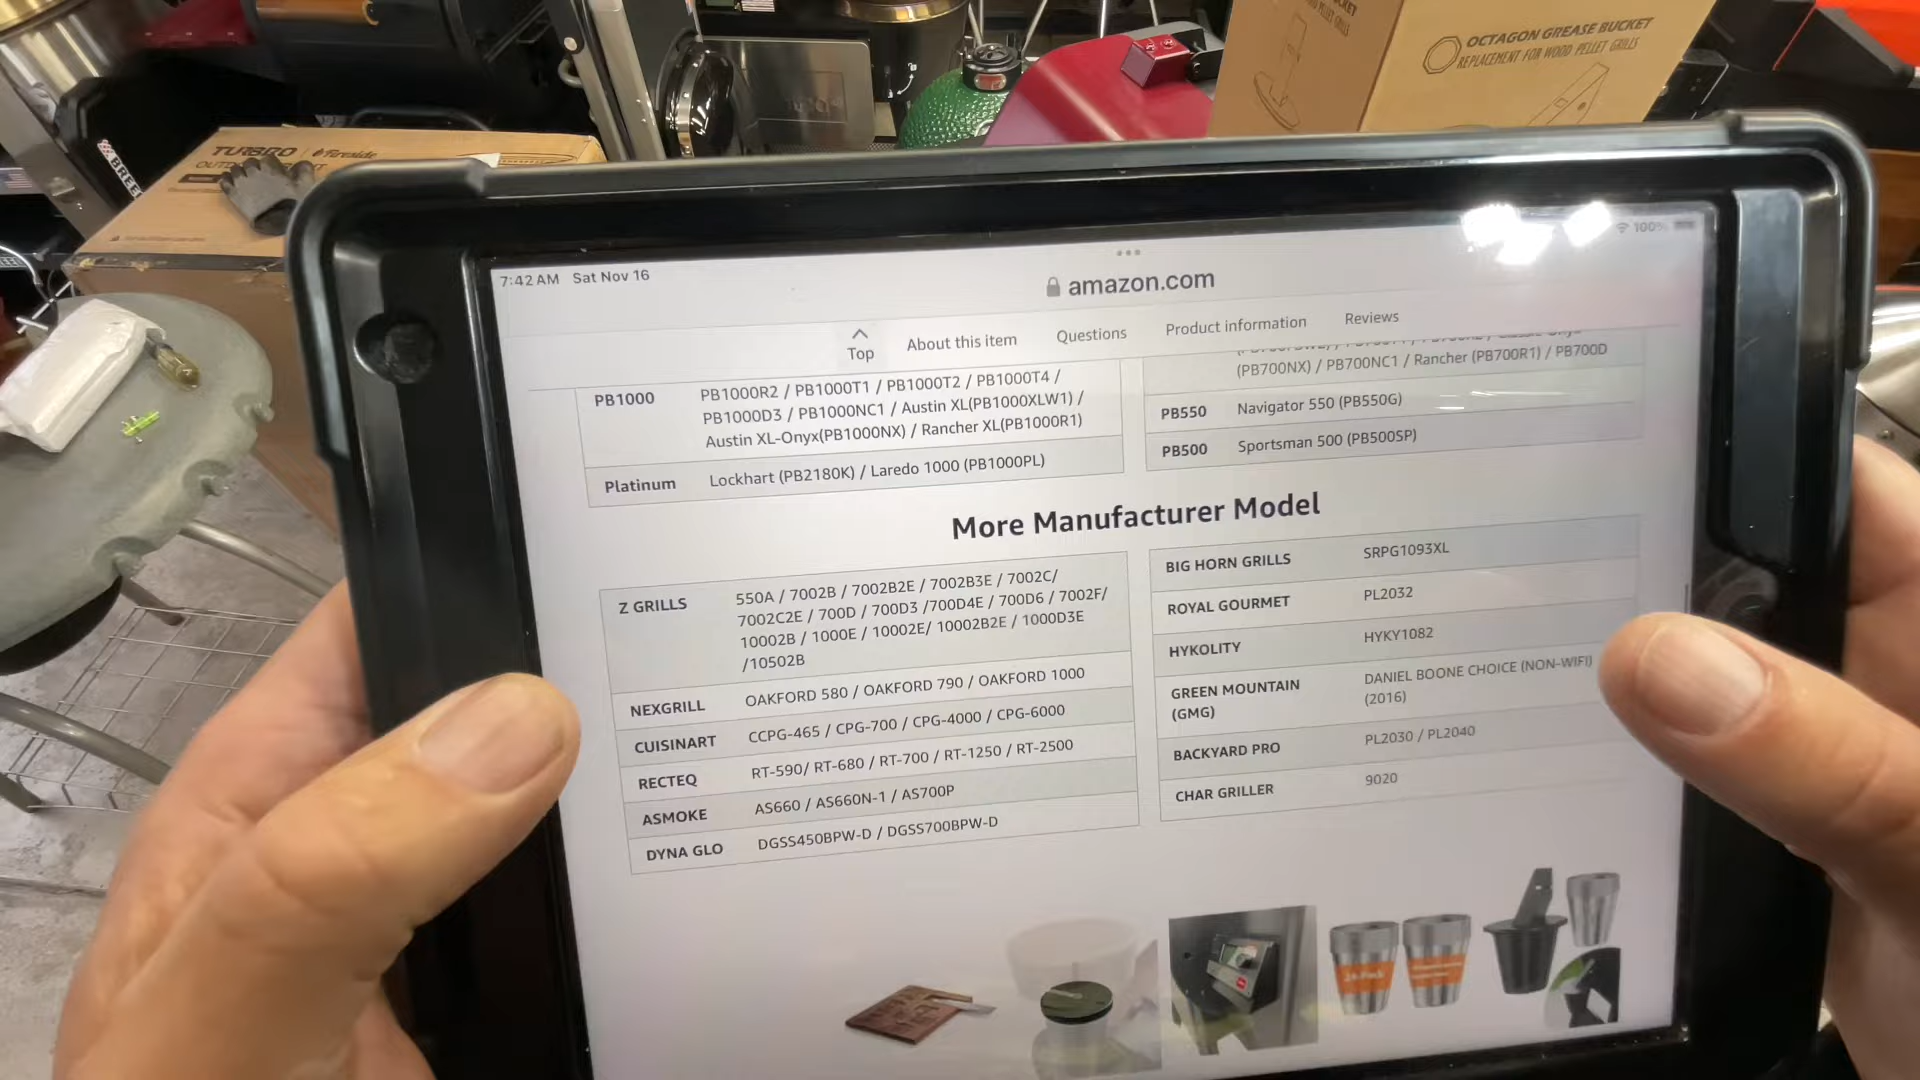 OCTAGON GREASE BUCKET
REPLACEMENT FOR WOOD PELLET GRILLS
TURBRO Fireside
7:42 AM Sat Nov 16
100%
amazon.com
Top About this item Questions Product information Reviews
PB1000 PB1000R2 / PB1000T1 / PB1000T2 / PB1000T4 /
PB1000D3 / PB1000NC1 / Austin XL(PB1000XLW1) /
Austin XL-Onyx(PB1000NX) / Rancher XL(PB1000R1)
Platinum Lockhart (PB2180K) / Laredo 1000 (PB1000PL)
(PB700NX) / PB700NC1 / Rancher (PB700R1) / PB700D
PB550 Navigator 550 (PB550G)
PB500 Sportsman 500 (PB500SP)
More Manufacturer Model
Z GRILLS 550A / 7002B / 7002B2E / 7002B3E / 7002C/
7002C2E / 700D / 700D3 /700D4E / 700D6 / 7002F/
10002B / 1000E / 10002E/ 10002B2E / 1000D3E
/10502B
NEXGRILL OAKFORD 580 / OAKFORD 790 / OAKFORD 1000
CUISINART CCPG-465 / CPG-700 / CPG-4000 / CPG-6000
RECTEQ RT-590/ RT-680 / RT-700 / RT-1250 / RT-2500
ASMOKE AS660 / AS660N-1 / AS700P
DYNA GLO DGSS450BPW-D / DGSS700BPW-D
BIG HORN GRILLS SRPG1093XL
ROYAL GOURMET PL2032
HYKOLITY HYKY1082
GREEN MOUNTAIN DANIEL BOONE CHOICE (NON-WIFI)
(GMG) (2016)
BACKYARD PRO PL2030 / PL2040
CHAR GRILLER 9020